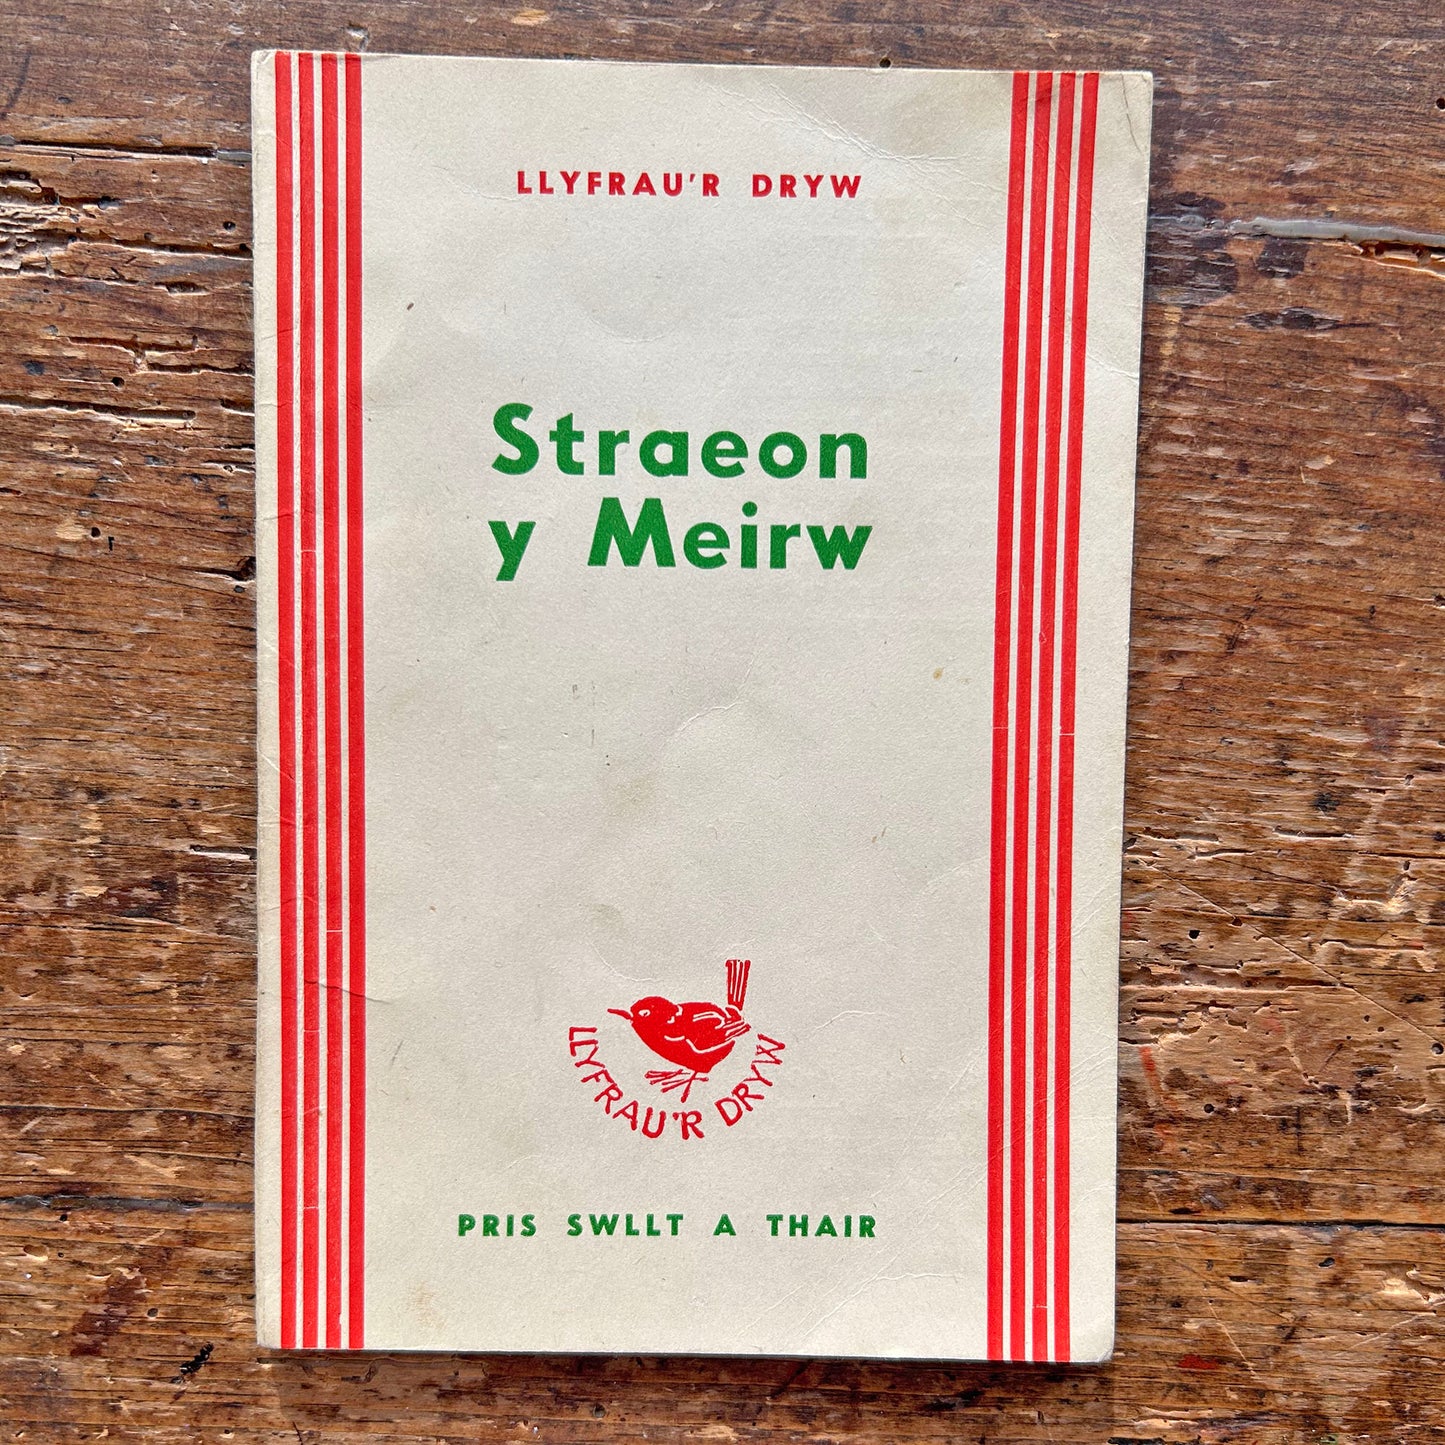 LLYFRAU'R DRYW
Straeon
y Meirw
LLYFRAU'R DRYW
PRIS SWLLT A THAIR